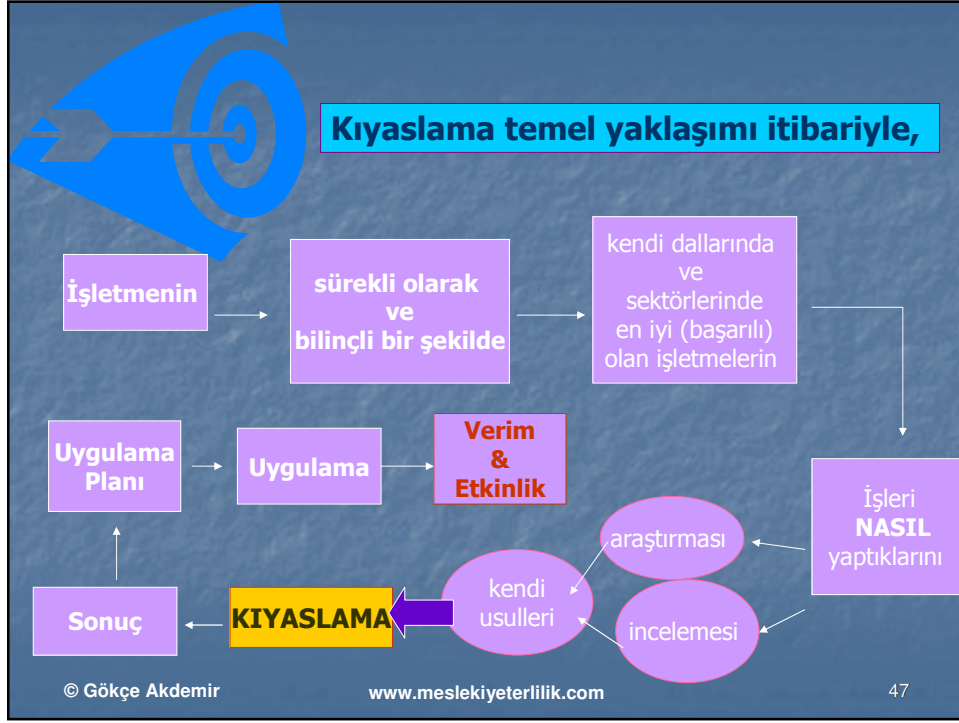 Kıyaslama temel yaklaşımı itibariyle,
İşletmenin
sürekli olarak
ve
bilinçli bir şekilde
kendi dallarında
ve
sektörlerinde
en iyi (başarılı)
olan işletmelerin
İşleri
NASIL
yaptıklarını
araştırması
incelemesi
kendi
usulleri
KIYASLAMA
Sonuç
Uygulama
Planı
Uygulama
Verim
&
Etkinlik
© Gökçe Akdemir
www.meslekiyeterlilik.com
47